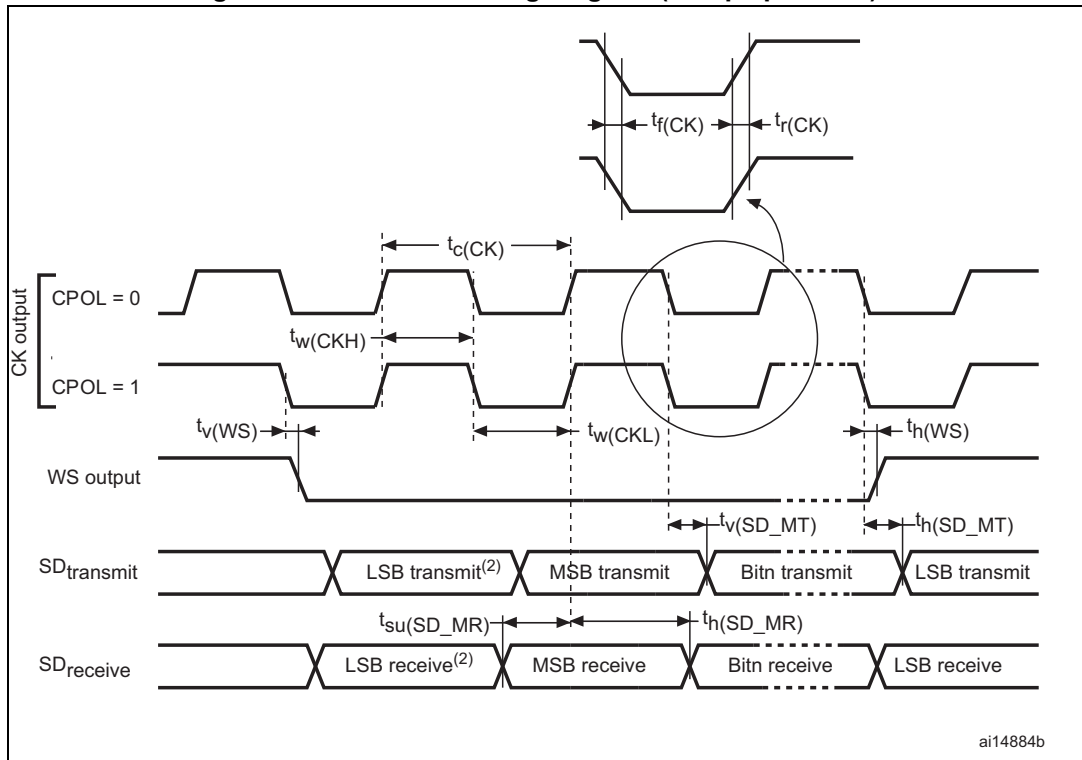 tf(CK)
tr(CK)
tc(CK)
CK output
CPOL = 0
tw(CKH)
CPOL = 1
tv(WS)
tw(CKL)
th(WS)
WS output
tv(SD_MT)
th(SD_MT)
SDtransmit
LSB transmit(2)
MSB transmit
Bitn transmit
LSB transmit
tsu(SD_MR)
th(SD_MR)
SDreceive
LSB receive(2)
MSB receive
Bitn receive
LSB receive
ai14884b